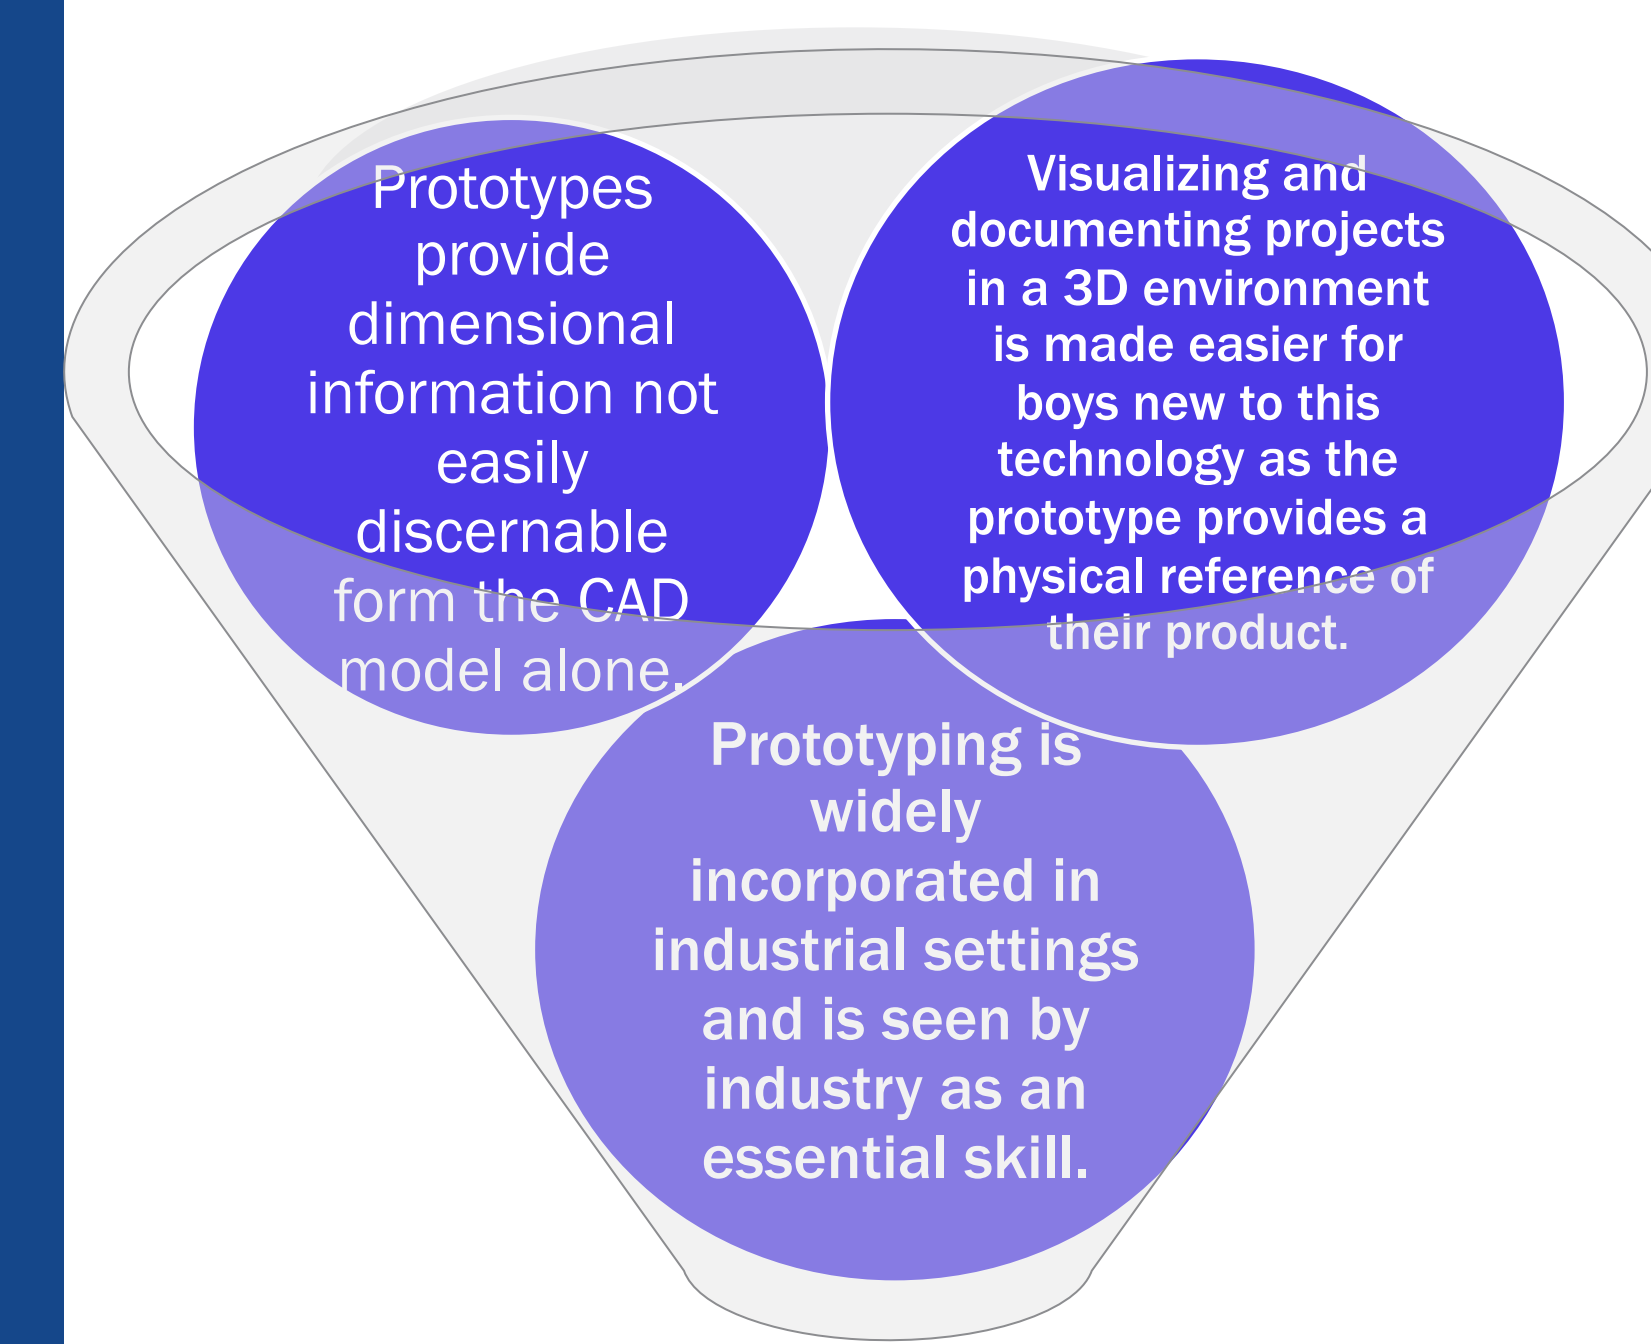 Prototypes
provide
dimensional
information not
easily
discernable
form the CAD
model alone.
Visualizing and
documenting projects
in a 3D environment
is made easier for
boys new to this
technology as the
prototype provides a
physical reference of
their product.
Prototyping is
widely
incorporated in
industrial settings
and is seen by
industry as an
essential skill.